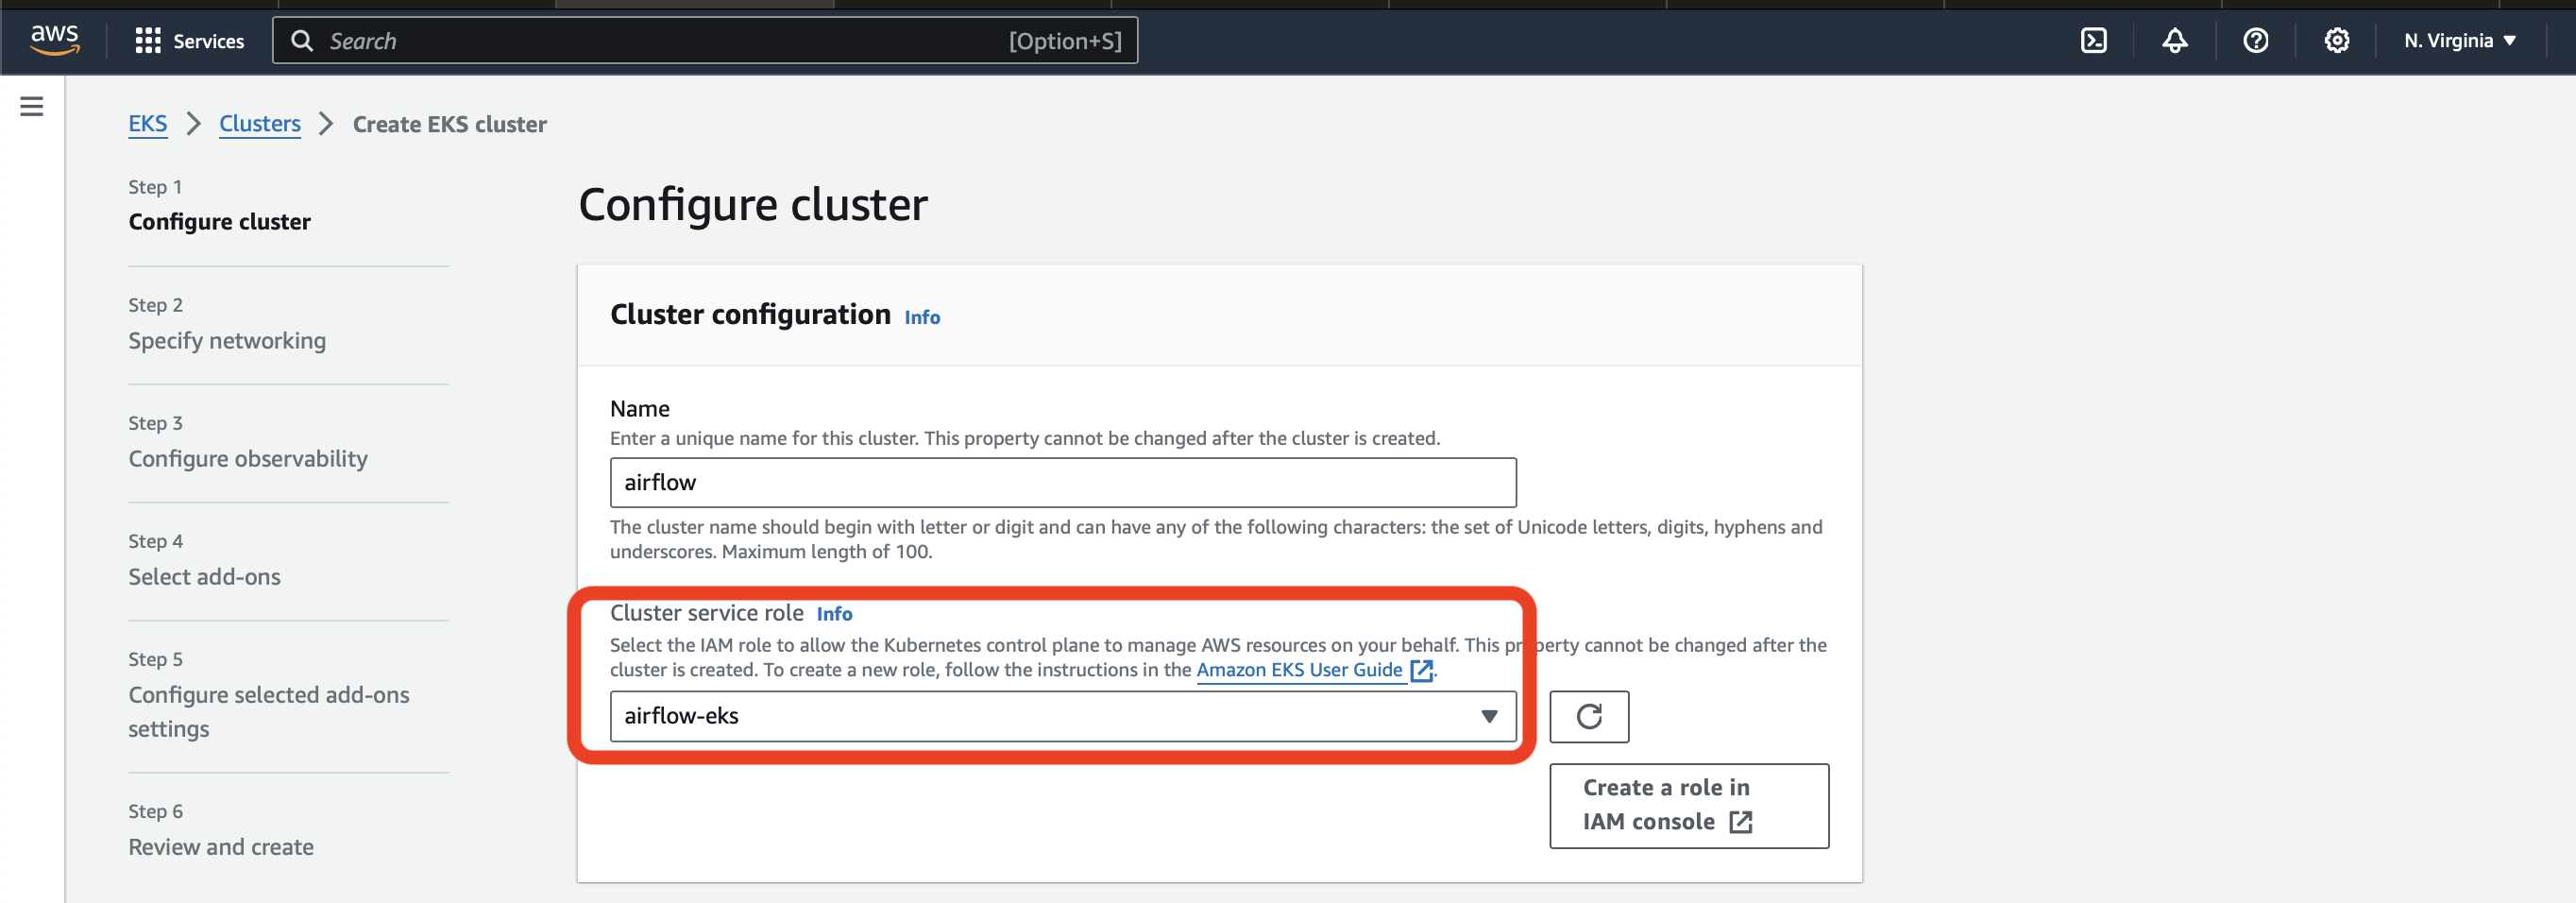 aws
Services
Search
[Option+S]
N. Virginia
EKS
Clusters
Create EKS cluster
Step 1
Configure cluster
Step 2
Specify networking
Step 3
Configure observability
Step 4
Select add-ons
Step 5
Configure selected add-ons
settings
Step 6
Review and create
Configure cluster
Cluster configuration Info
Name
Enter a unique name for this cluster. This property cannot be changed after the cluster is created.
airflow
The cluster name should begin with letter or digit and can have any of the following characters: the set of Unicode letters, digits, hyphens and
underscores. Maximum length of 100.
Cluster service role Info
Select the IAM role to allow the Kubernetes control plane to manage AWS resources on your behalf. This property cannot be changed after the
cluster is created. To create a new role, follow the instructions in the Amazon EKS User Guide.
airflow-eks
Create a role in
IAM console